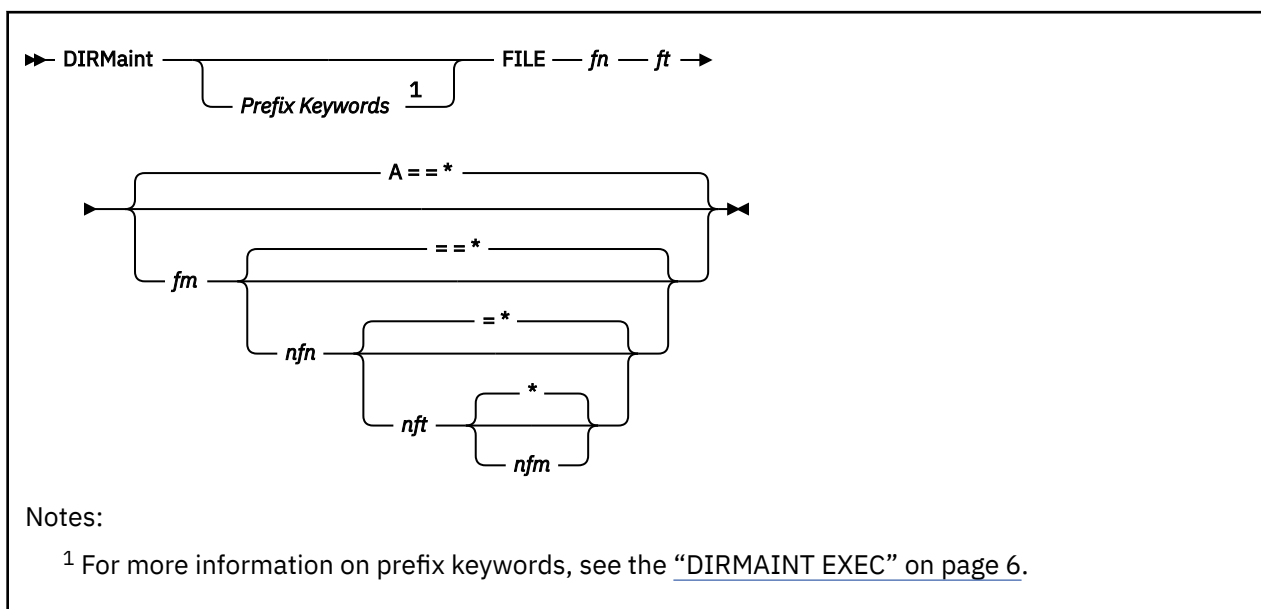 DIRMaint FILE fn ft
Prefix Keywords 1
A = = *
= = *
fm
= *
nfn
*
nft
nfm
Notes:
1 For more information on prefix keywords, see the “DIRMAINT EXEC” on page 6.